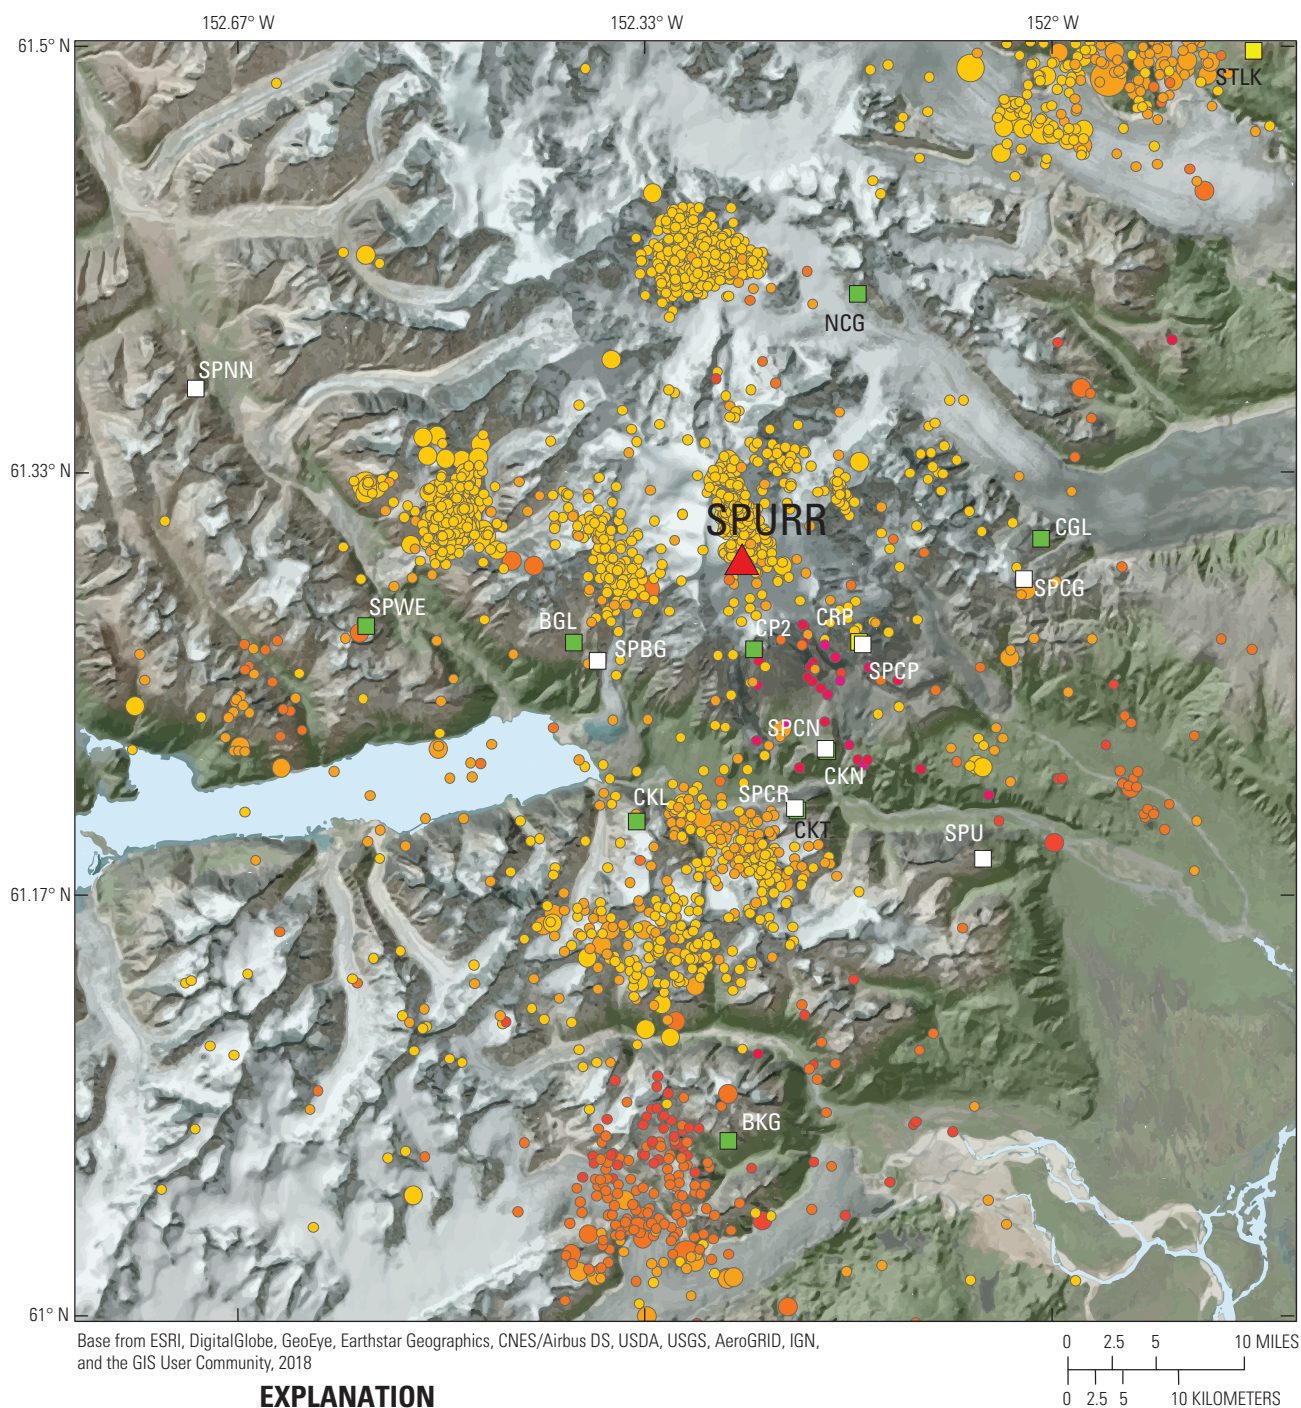 152.67° W 152.33° W 152° W
61.5° N
STLK
NCG
SPNN
61.33° N
SPURR
CGL
SPCG
SPWE
BGL
CRP
CP2
SPBG
SPCP
SPCN
CKN
SPCR
CKL
CKT
SPU
61.17° N
BKG
61° N
Base from ESRI, DigitalGlobe, GeoEye, Earthstar Geographics, CNES/Airbus DS, USDA, USGS, AeroGRID, IGN,
and the GIS User Community, 2018
0 2.5 5 10 MILES
0 2.5 5 10 KILOMETERS
EXPLANATION